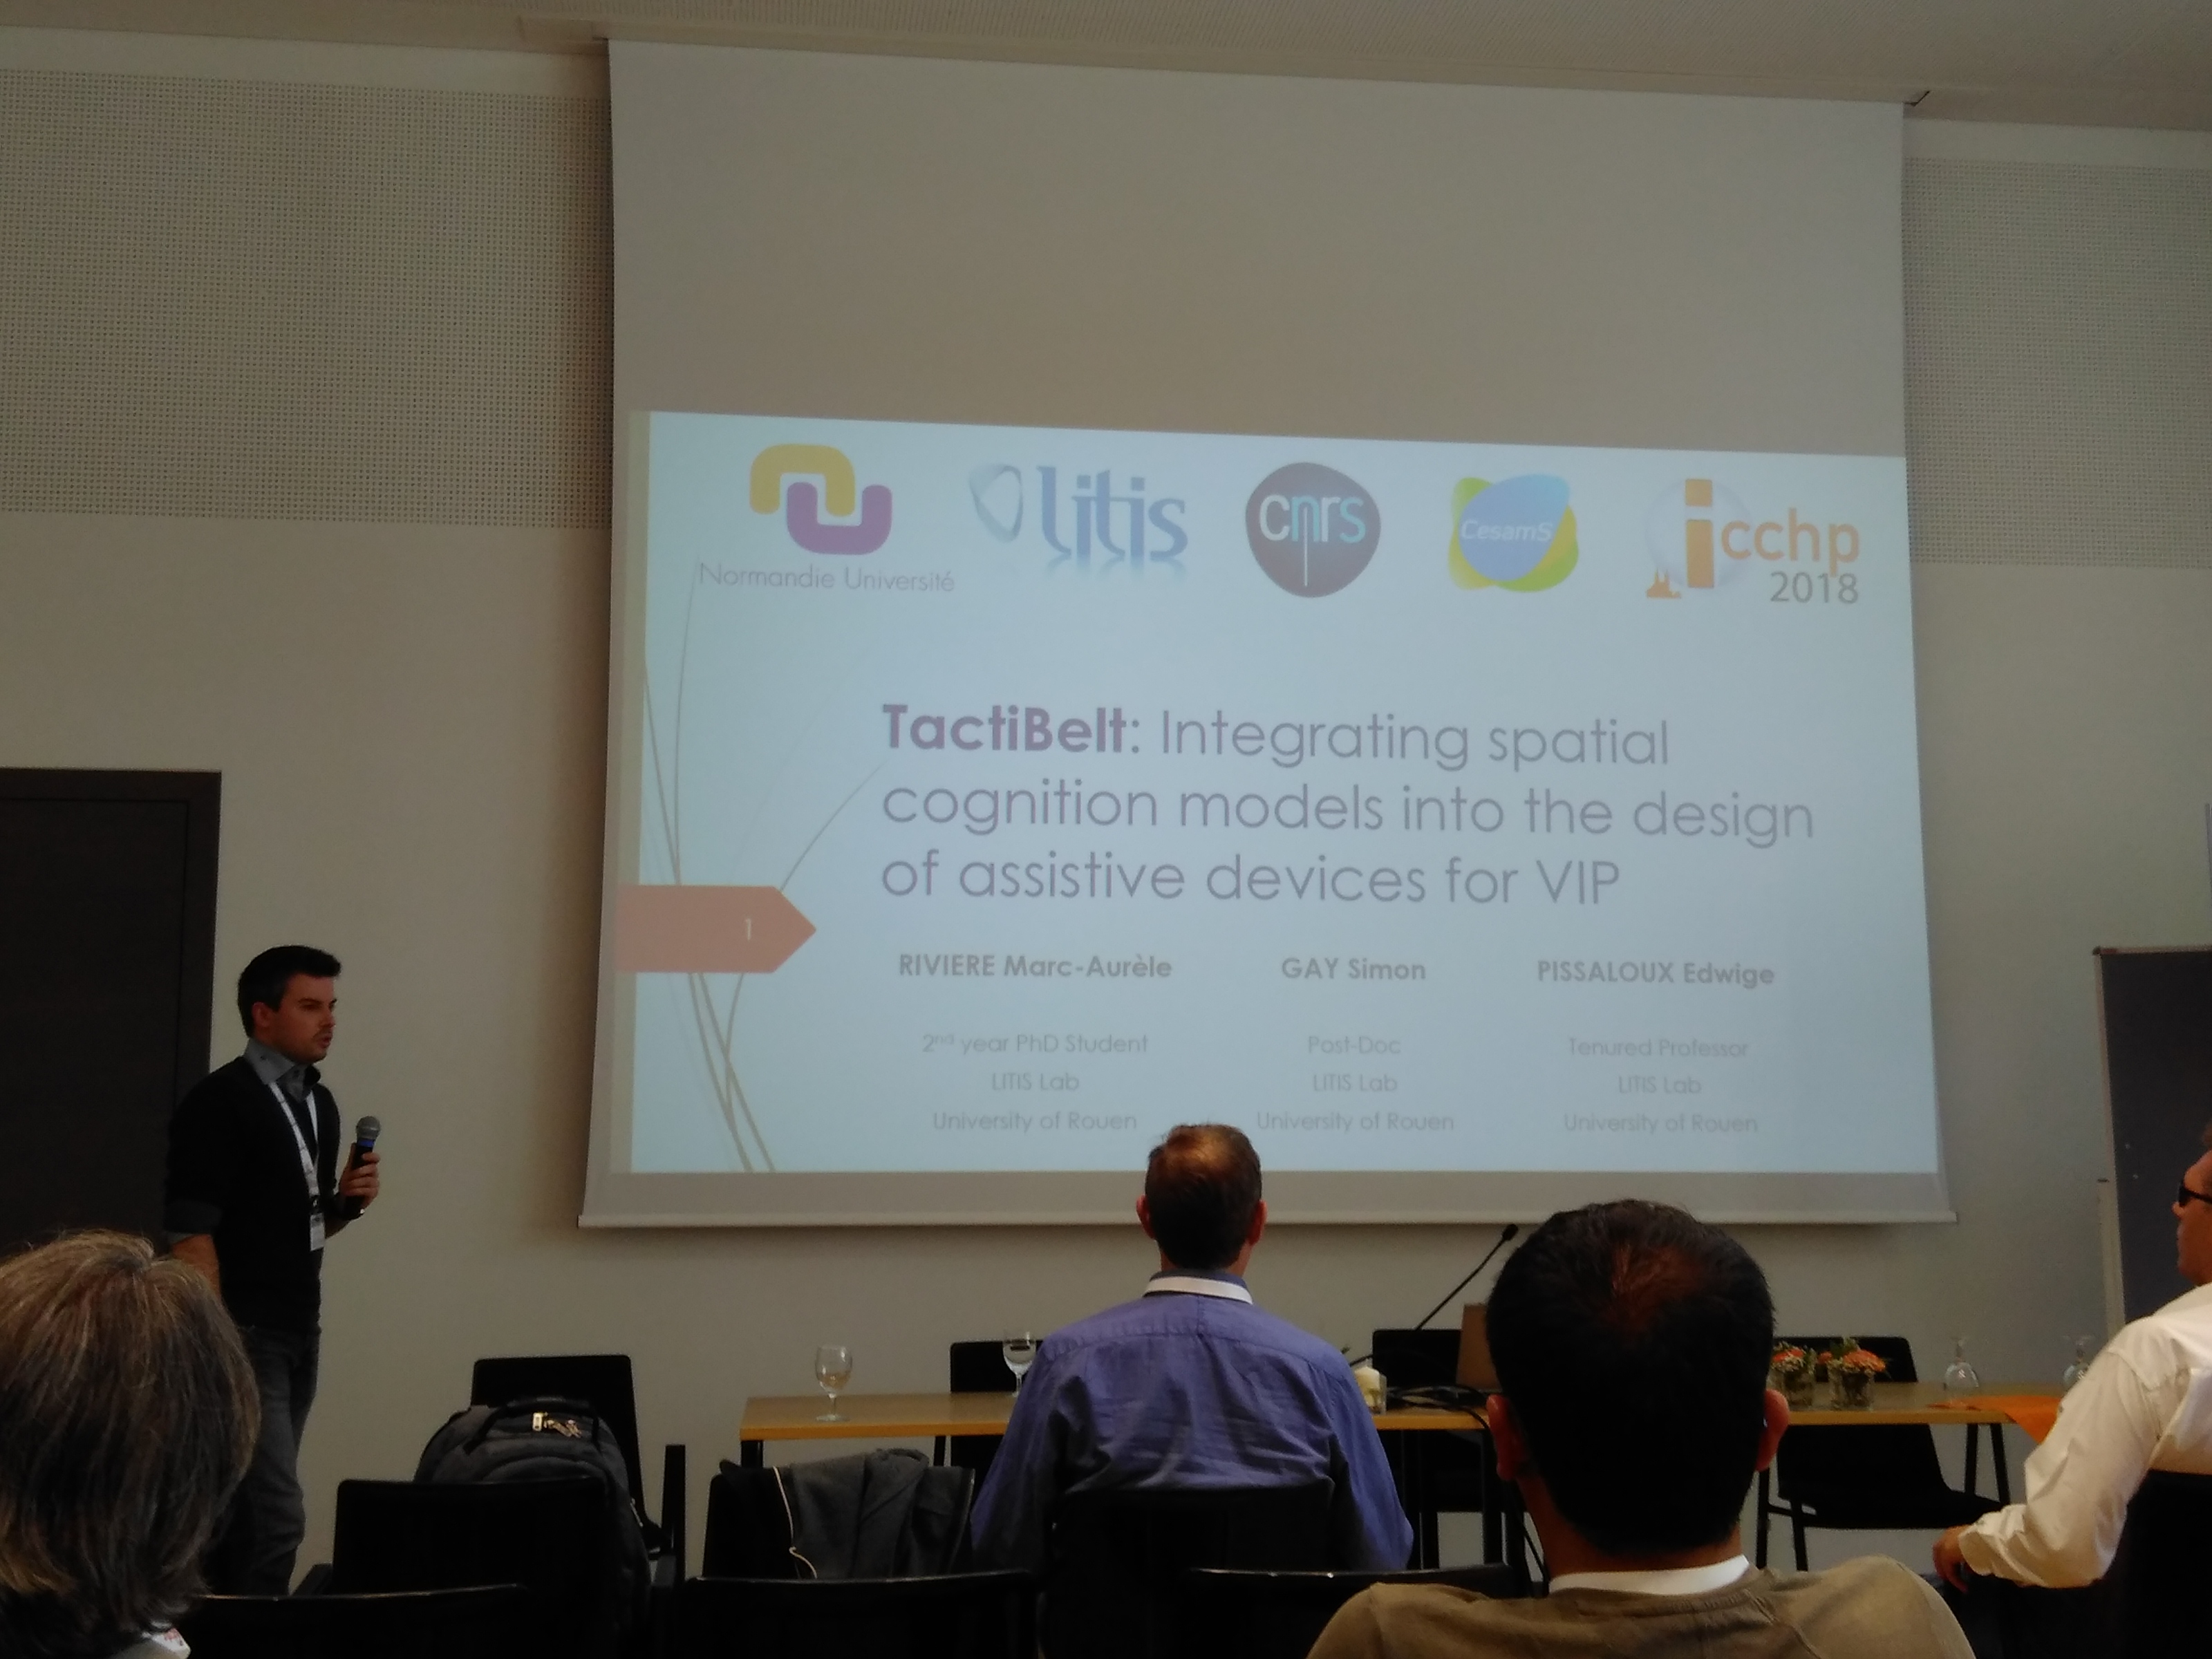 Normandie Université
litis
cnrs
CesamS
icchp
2018
TactiBelt: Integrating spatial
cognition models into the design
of assistive devices for VIP
1
RIVIERE Marc-Aurèle
GAY Simon
PISSALOUX Edwige
2nd year PhD Student
Post-Doc
Tenured Professor
LITIS Lab
LITIS Lab
LITIS Lab
University of Rouen
University of Rouen
University of Rouen